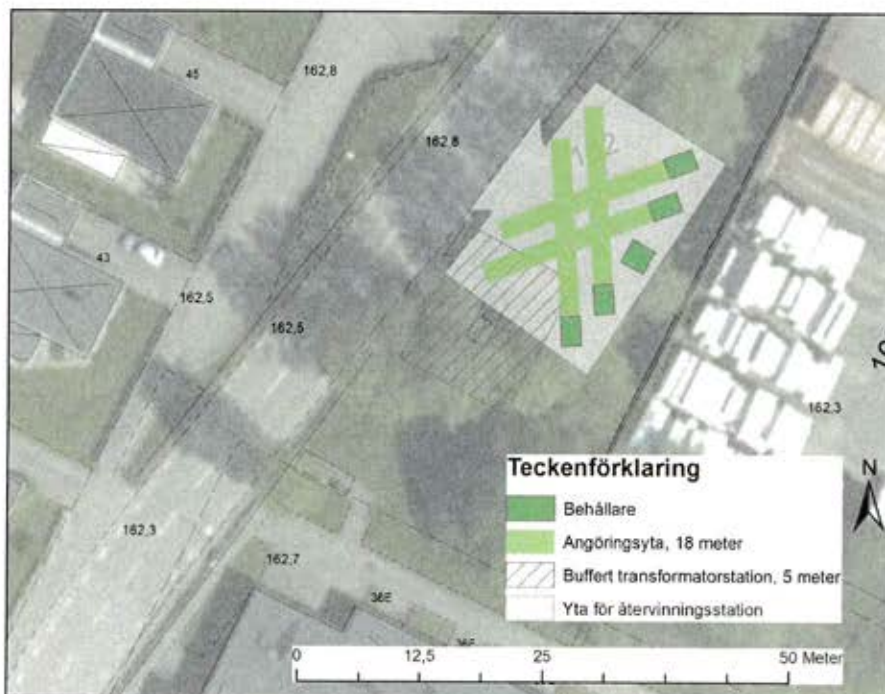 45
162,8
162,8
43
162,5
162,5
162,3
162,3
Teckenförklaring
N
Behållare
Angöringsyta, 18 meter
Buffert transformatorstation, 5 meter
Yta för återvinningsstation
162,7
0
12,5
25
50 Meter